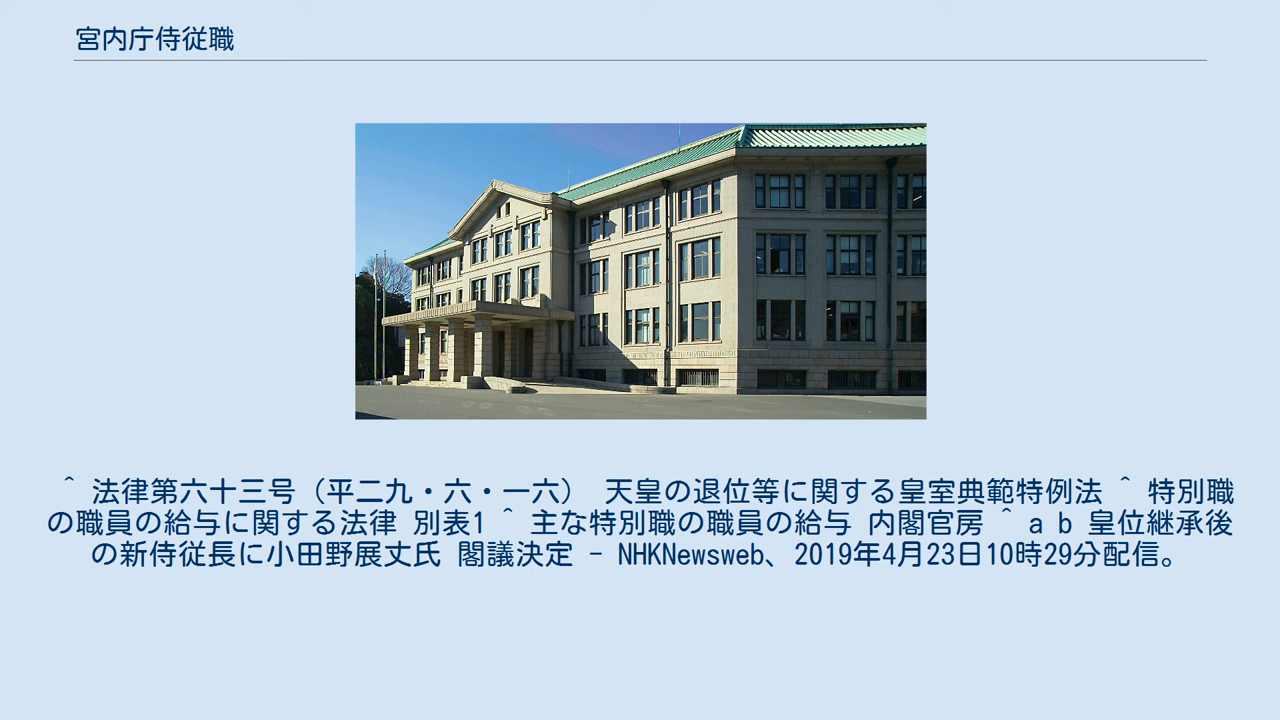 宮内庁侍従職
^ 法律第六十三号（平二九・六・一六） 天皇の退位等に関する皇室典範特例法 ^ 特別職
の職員の給与に関する法律 別表1 ^ 主な特別職の職員の給与 内閣官房 ^ a b 皇位継承後
の新侍従長に小田野展丈氏 閣議決定 - NHKNewsweb、2019年4月23日10時29分配信。